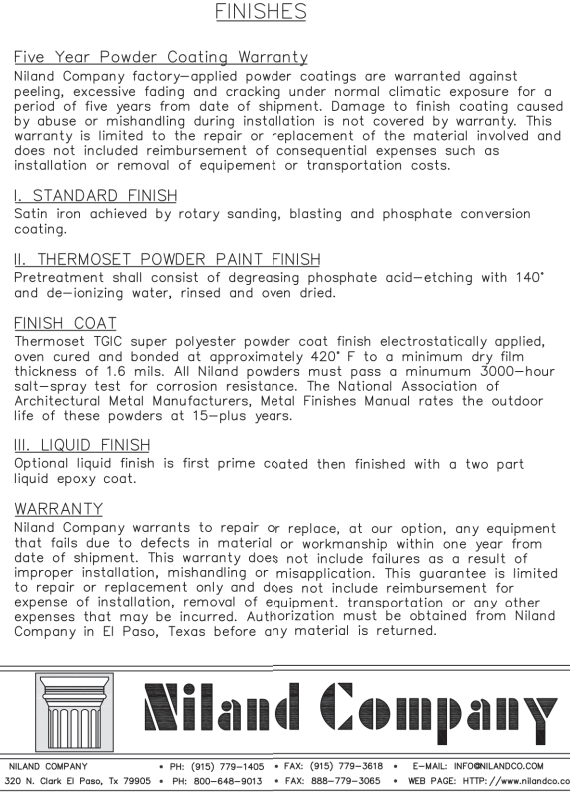 FINISHES
Five Year Powder Coating Warranty
Niland Company factory—applied powder coatings are warranted against
peeling, excessive fading and cracking under normal climatic exposure for a
period of five years from date of shipment. Damage to finish coating caused
by abuse or mishandling during installation is not covered by warranty. This
warranty is limited to the repair or replacement of the material involved and
does not included reimbursement of consequential expenses such as
installation or removal of equipement or transportation costs.
I. STANDARD FINISH
Satin iron achieved by rotary sanding, blasting and phosphate conversion
coating.
II. THERMOSET POWDER PAINT FINISH
Pretreatment shall consist of degreasing phosphate acid—etching with 140°
and de—ionizing water, rinsed and oven dried.
FINISH COAT
Thermoset TGIC super polyester powder coat finish electrostatically applied,
oven cured and bonded at approximately 420° F to a minimum dry film
thickness of 1.6 mils. All Niland powders must pass a minumum 3000—hour
salt—spray test for corrosion resistance. The National Association of
Architectural Metal Manufacturers, Metal Finishes Manual rates the outdoor
life of these powders at 15—plus years.
III. LIQUID FINISH
Optional liquid finish is first prime coated then finished with a two part
liquid epoxy coat.
WARRANTY
Niland Company warrants to repair or replace, at our option, any equipment
that fails due to defects in material or workmanship within one year from
date of shipment. This warranty does not include failures as a result of
improper installation, mishandling or misapplication. This guarantee is limited
to repair or replacement only and does not include reimbursement for
expense of installation, removal of equipment. transportation or any other
expenses that may be incurred. Authorization must be obtained from Niland
Company in El Paso, Texas before any material is returned.
Niland Company
NILAND COMPANY • PH: (915) 779—1405 • FAX: (915) 779—3618 • E—MAIL: INFO@NILANDCO.COM
320 N. Clark El Paso, Tx 79905 • PH: 800—648—9013 • FAX: 888—779—3065 • WEB PAGE: HTTP://www.nilandco.co